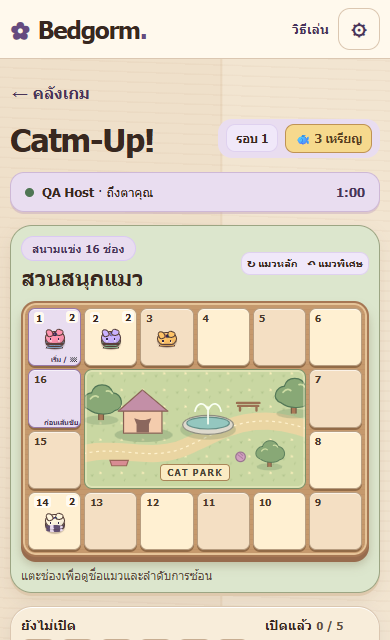 Bedgorm.
วิธีเล่น
← คลังเกม
Catm-Up!
รอบ 1
3 เหรียญ
QA Host · ถึงตาคุณ
1:00
สนามแข่ง 16 ช่อง
สวนสนุกแมว
↻ แมวหลัก ↶ แมวพิเศษ
1 2
เริ่ม /
2 2
3
4
5
6
16
ก่อนเส้นชัย
7
15
8
CAT PARK
14 2
13
12
11
10
9
แตะช่องเพื่อดูชื่อแมวและลำดับการซ้อน
ยังไม่เปิด
เปิดแล้ว 0 / 5